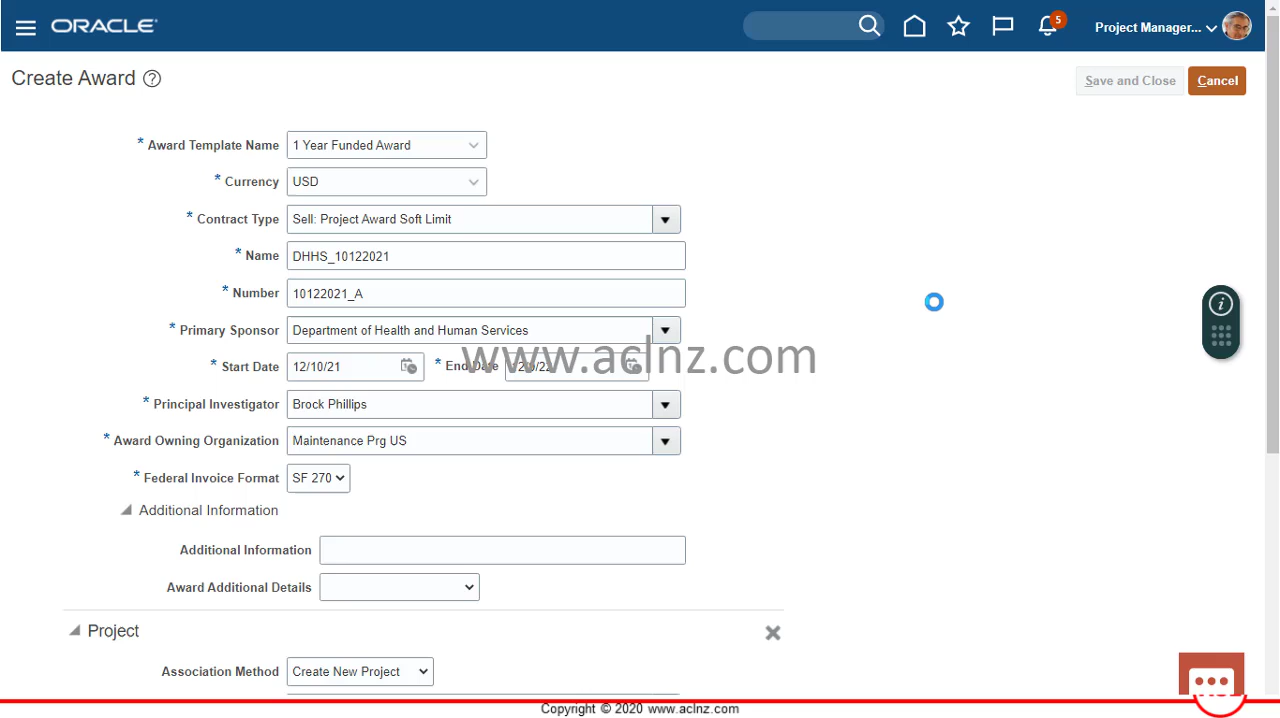 ORACLE
5
Project Manager...
Create Award
Save and Close
Cancel
* Award Template Name 1 Year Funded Award
* Currency USD
* Contract Type Sell: Project Award Soft Limit
* Name DHHS_10122021
* Number 10122021_A
* Primary Sponsor Department of Health and Human Services
www.aclnz.com
* Start Date 12/10/21 * End Date
* Principal Investigator Brock Phillips
* Award Owning Organization Maintenance Prg US
* Federal Invoice Format SF 270
Additional Information
Additional Information
Award Additional Details
Project
Association Method Create New Project
Copyright © 2020 www.aclnz.com